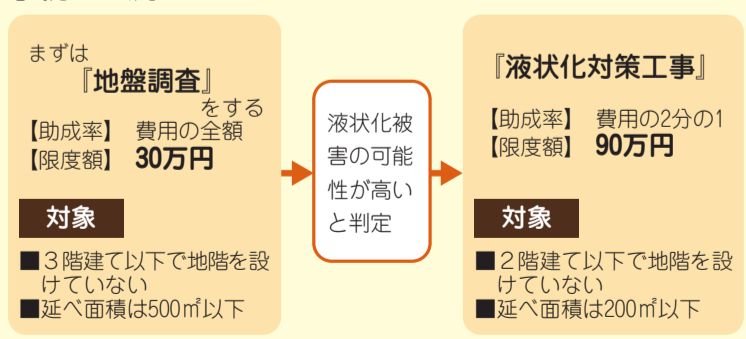 まずは
『地盤調査』
をする
【助成率】 費用の全額
【限度額】 30万円
対象
■３階建て以下で地階を設
けていない
■延べ面積は500㎡以下
液状化被
害の可能
性が高い
と判定
『液状化対策工事』
【助成率】 費用の2分の1
【限度額】 90万円
対象
■２階建て以下で地階を設
けていない
■延べ面積は200㎡以下